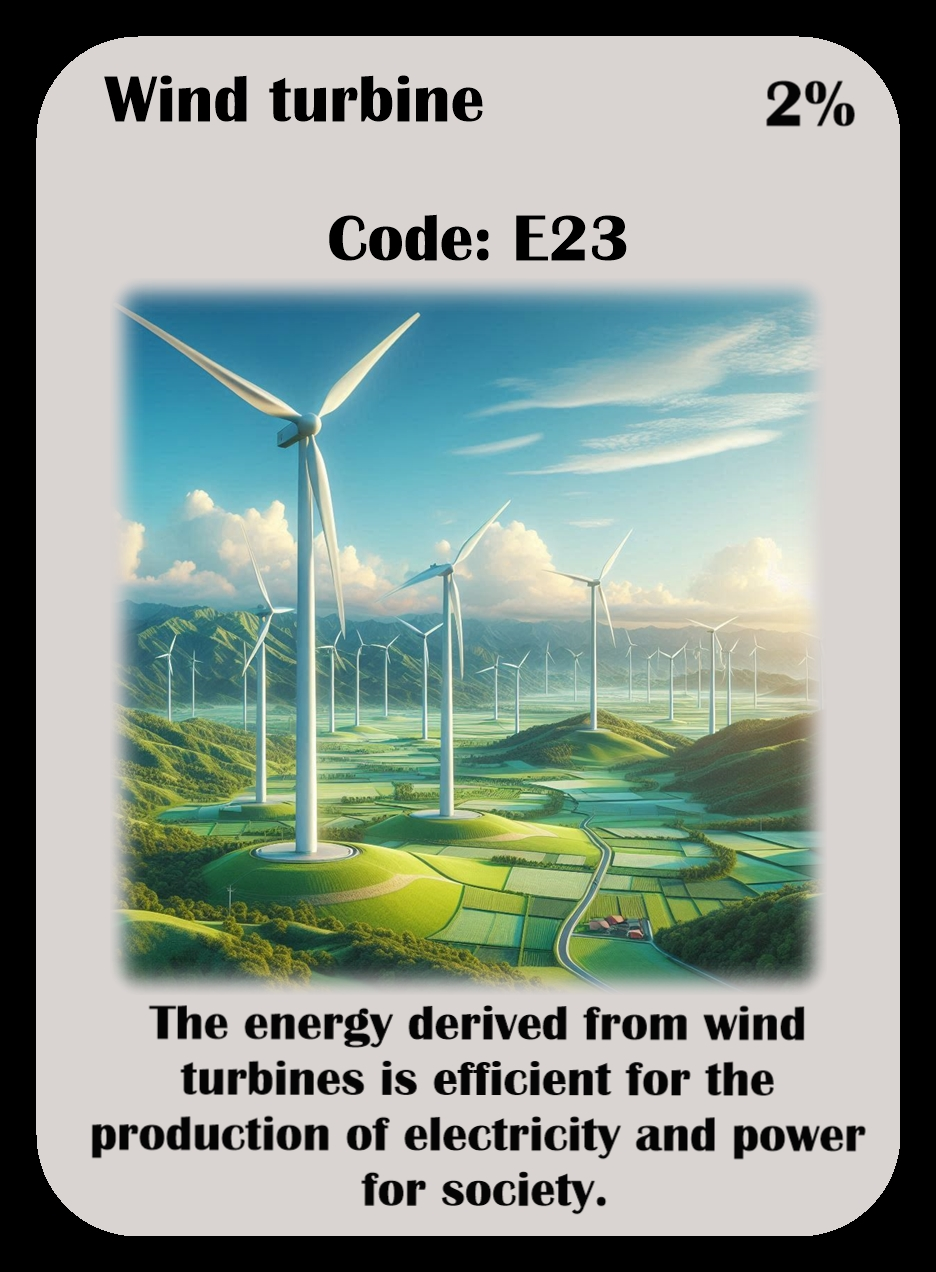 Wind turbine 2%
Code: E23
The energy derived from wind
turbines is efficient for the
production of electricity and power
for society.